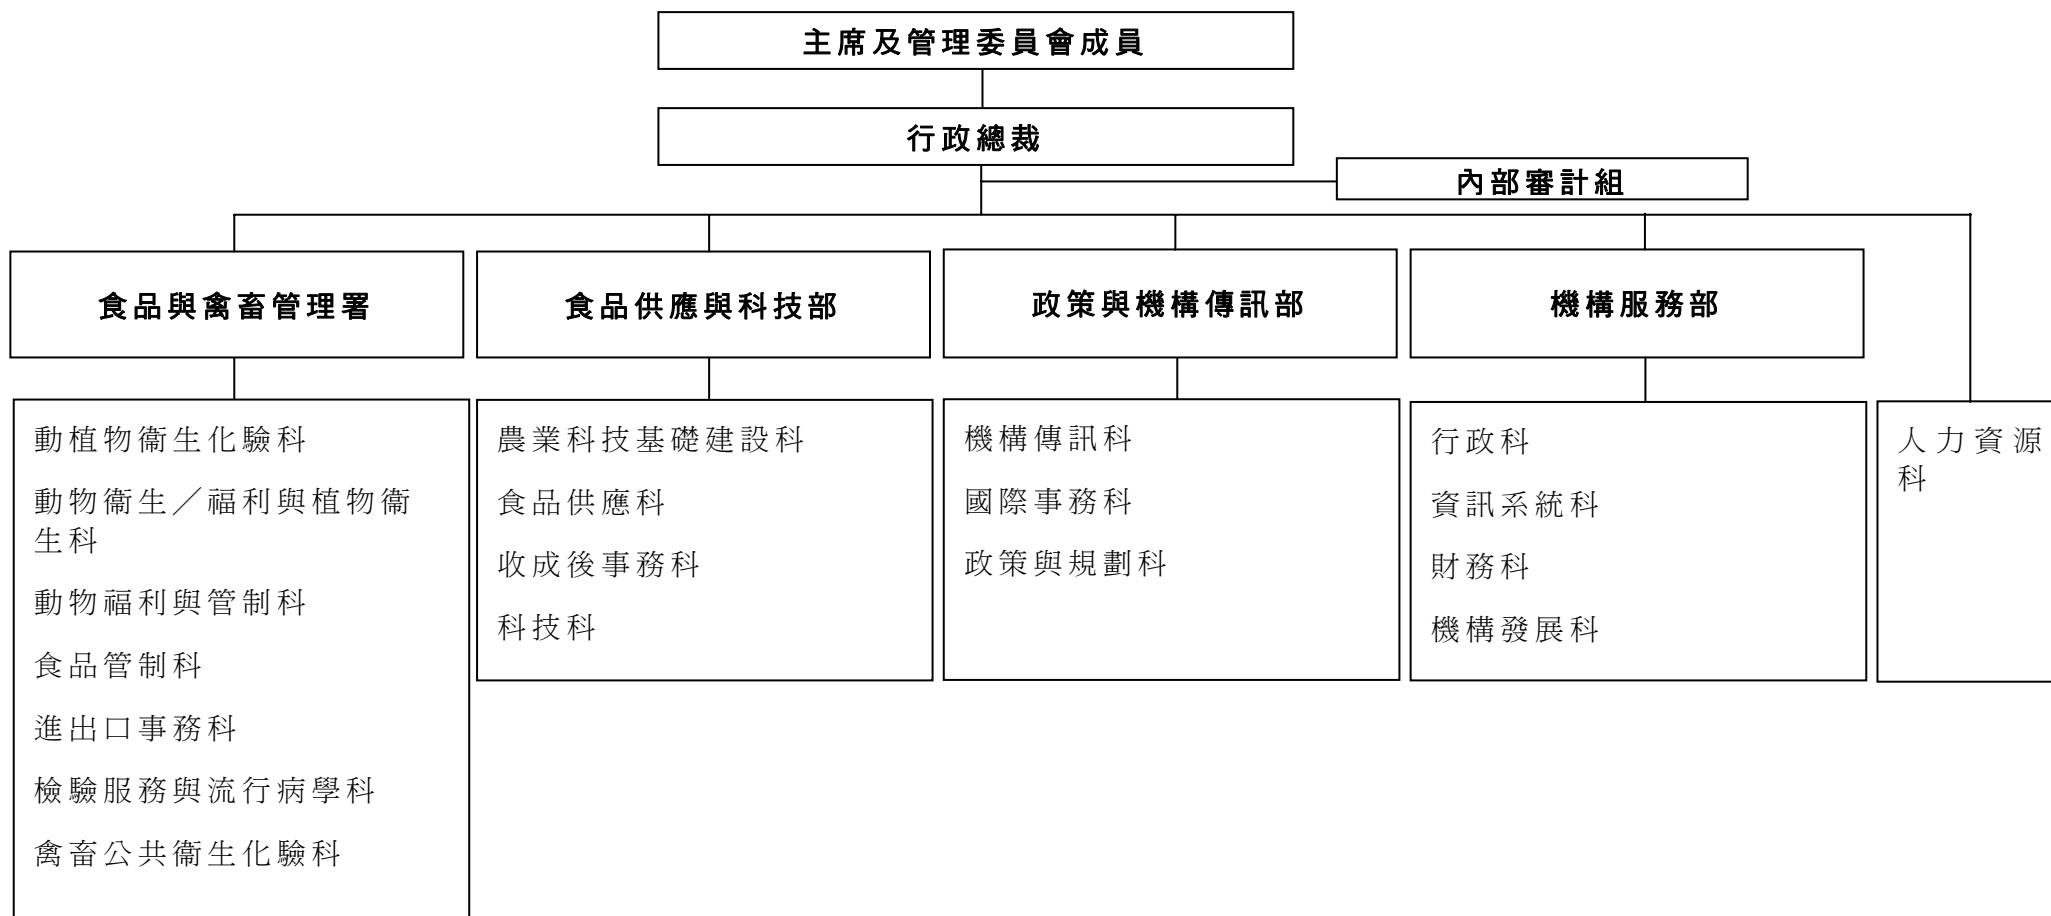 主席及管理委員會成員
行政總裁
內部審計組
食品與禽畜管理署
食品供應與科技部
政策與機構傳訊部
機構服務部
動植物衞生化驗科
動物衞生／福利與植物衞
生科
動物福利與管制科
食品管制科
進出口事務科
檢驗服務與流行病學科
禽畜公共衞生化驗科
農業科技基礎建設科
食品供應科
收成後事務科
科技科
機構傳訊科
國際事務科
政策與規劃科
行政科
資訊系統科
財務科
機構發展科
人力資源
科